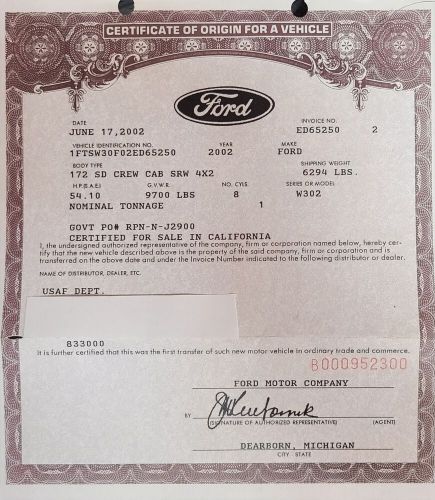 CERTIFICATE OF ORIGIN FOR A VEHICLE
Ford
DATE INVOICE NO.
JUNE 17,2002 ED65250 2
VEHICLE IDENTIFICATION NO. YEAR MAKE
1FTSW30F02ED65250 2002 FORD
BODY TYPE SHIPPING WEIGHT
172 SD CREW CAB SRW 4X2 6294 LBS.
H.P.(S.A.E.) G.V.W.R. NO. CYLS. SERIES OR MODEL
54.10 9700 LBS 8 W302
NOMINAL TONNAGE 1
GOVT PO# RPN-N-J2900
CERTIFIED FOR SALE IN CALIFORNIA
I, the undersigned authorized representative of the company, firm or corporation named below, hereby cer-
tify that the new vehicle described above is the property of the said company, firm or corporation and is
transferred on the above date and under the Invoice Number indicated to the following distributor or dealer.
NAME OF DISTRIBUTOR, DEALER, ETC.
USAF DEPT.
833000
It is further certified that this was the first transfer of such new motor vehicle in ordinary trade and commerce.
B000952300
FORD MOTOR COMPANY
BY
(SIGNATURE OF AUTHORIZED REPRESENTATIVE) (AGENT)
DEARBORN, MICHIGAN
CITY STATE